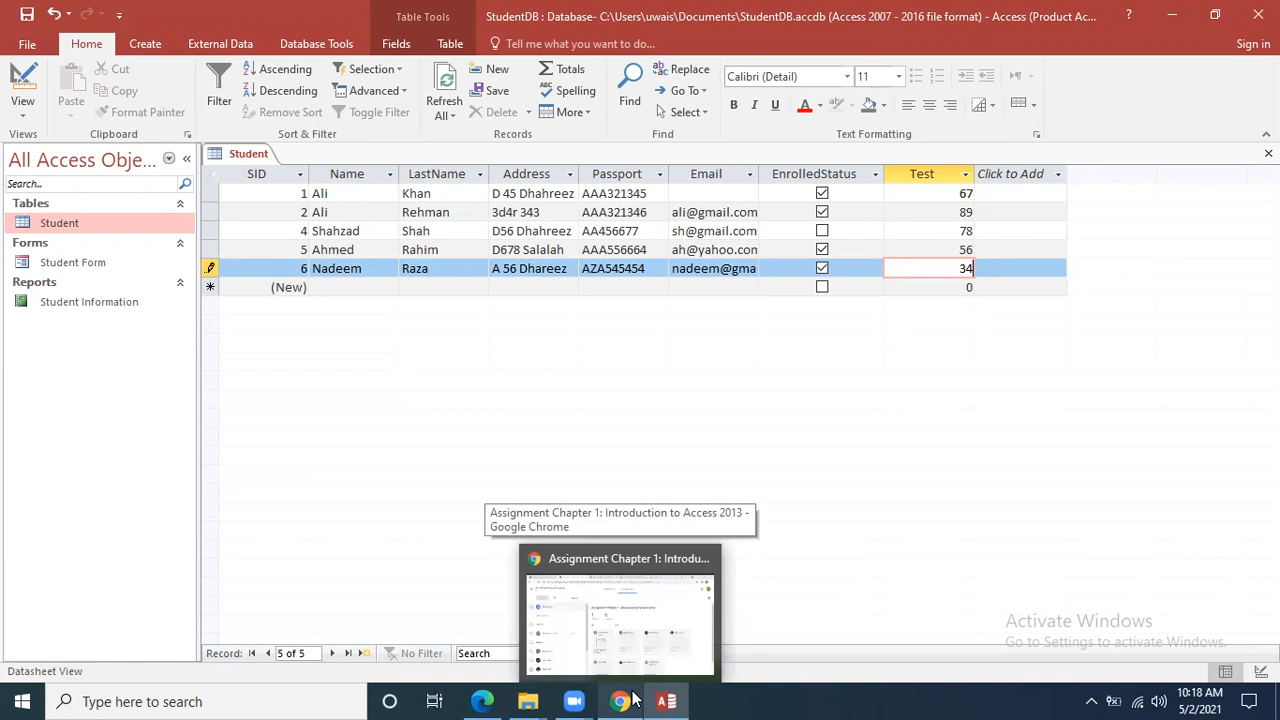 Table Tools
StudentDB : Database- C:\Users\uwais\Documents\StudentDB.accdb (Access 2007 - 2016 file format) - Access (Product Ac...
?
File Home Create External Data Database Tools Fields Table Tell me what you want to do... Sign in
View Paste Cut Copy Format Painter
Filter Ascending Descending Remove Sort Selection Advanced Toggle Filter
Refresh All New Save Delete Totals Spelling More
Find Replace Go To Select
Calibri (Detail) 11
B I U A
Views Clipboard Sort & Filter Records Find Text Formatting
All Access Obje...
Search...
Tables
Student
Forms
Student Form
Reports
Student Information
Student
SID Name LastName Address Passport Email EnrolledStatus Test Click to Add
1 Ali Khan D 45 Dhahreez AAA321345 67
2 Ali Rehman 3d4r 343 AAA321346 ali@gmail.com 89
4 Shahzad Shah D56 Dhahreez AA456677 sh@gmail.com 78
5 Ahmed Rahim D678 Salalah AAA556664 ah@yahoo.con 56
6 Nadeem Raza A 56 Dhareez AZA545454 nadeem@gma 34
(New) 0
Assignment Chapter 1: Introduction to Access 2013 -
Google Chrome
Assignment Chapter 1: Introdu...
Activate Windows
Go to Settings to activate Windows.
Record: 5 of 5 No Filter Search
Datasheet View
Type here to search
10:18 AM
5/2/2021